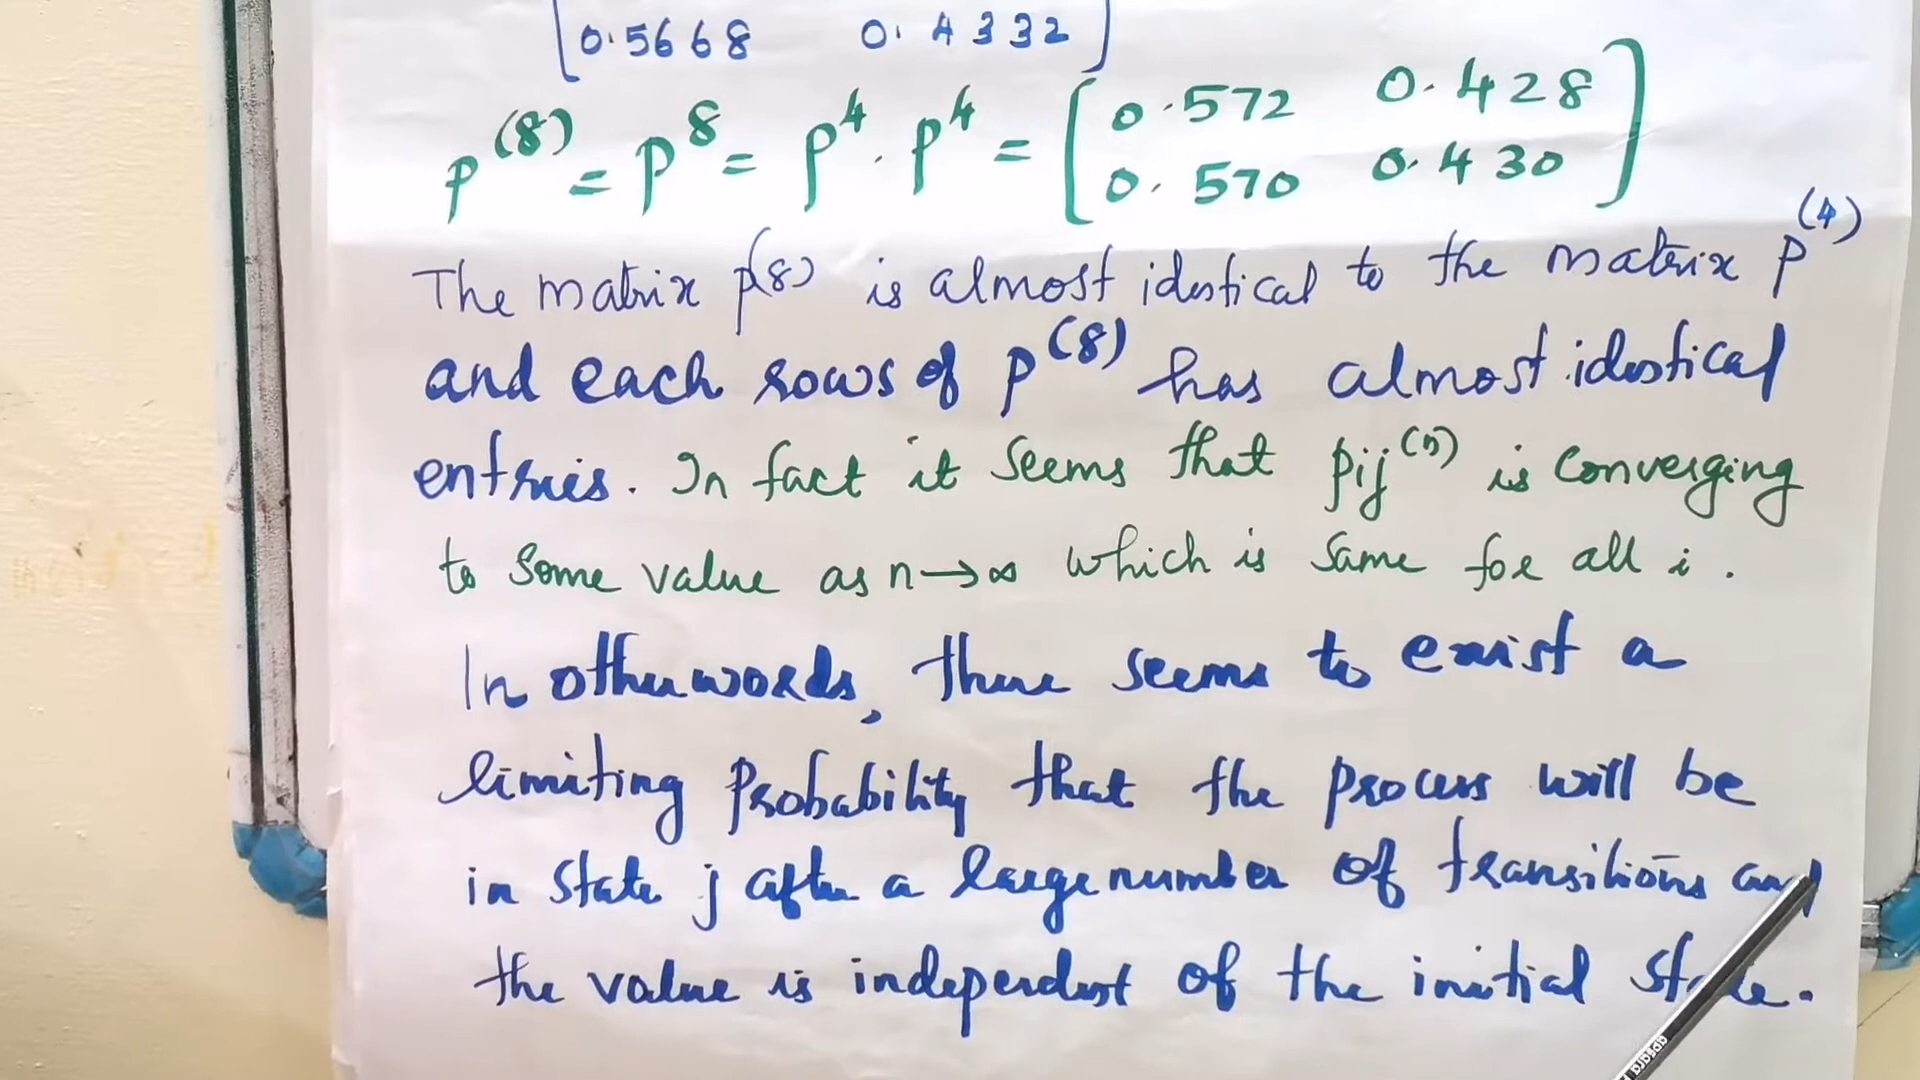 0.5668 0.4332
p^(8) = p^8 = p^4 . p^4 = [0.572 0.428
0.570 0.430]
The matrix p(8) is almost identical to the matrix p^(4)
and each rows of p^(8) has almost identical
entries. In fact it seems that pij^(n) is converging
to some value as n→∞ which is same for all i.
In other words, there seems to exist a
limiting Probability that the process will be
in state j after a large number of transitions and
the value is independent of the initial state.
apsara